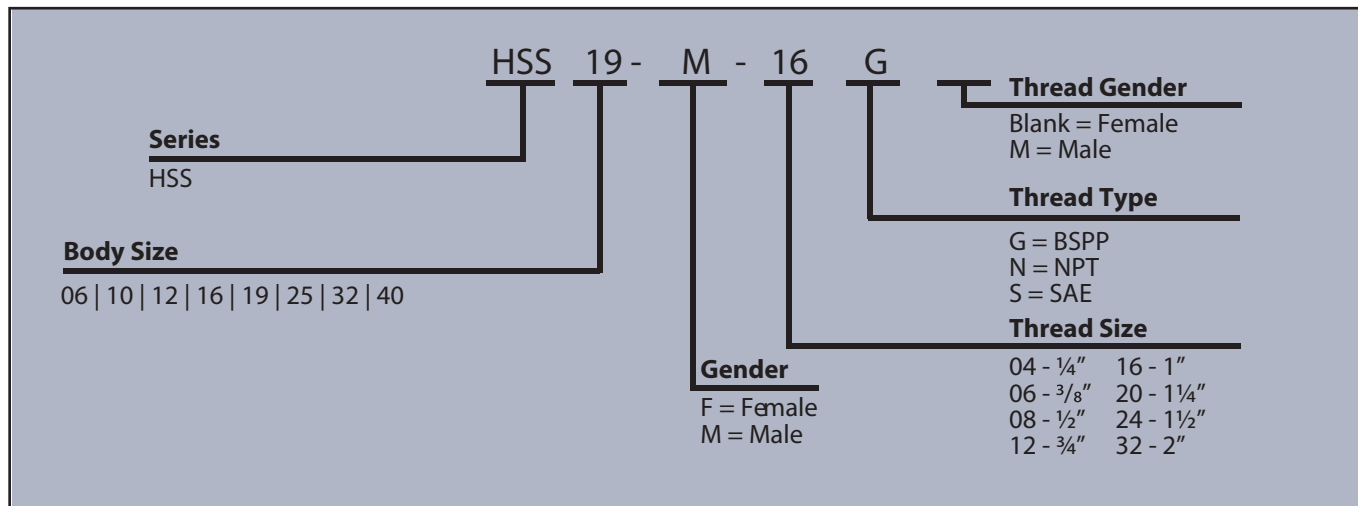 HSS 19 - M - 16 G
Thread Gender
Blank = Female
M = Male
Series
HSS
Thread Type
G = BSPP
N = NPT
S = SAE
Body Size
06 | 10 | 12 | 16 | 19 | 25 | 32 | 40
Thread Size
04 - ¼" 16 - 1"
06 - ³/₈" 20 - 1¼"
08 - ½" 24 - 1½"
12 - ¾" 32 - 2"
Gender
F = Female
M = Male